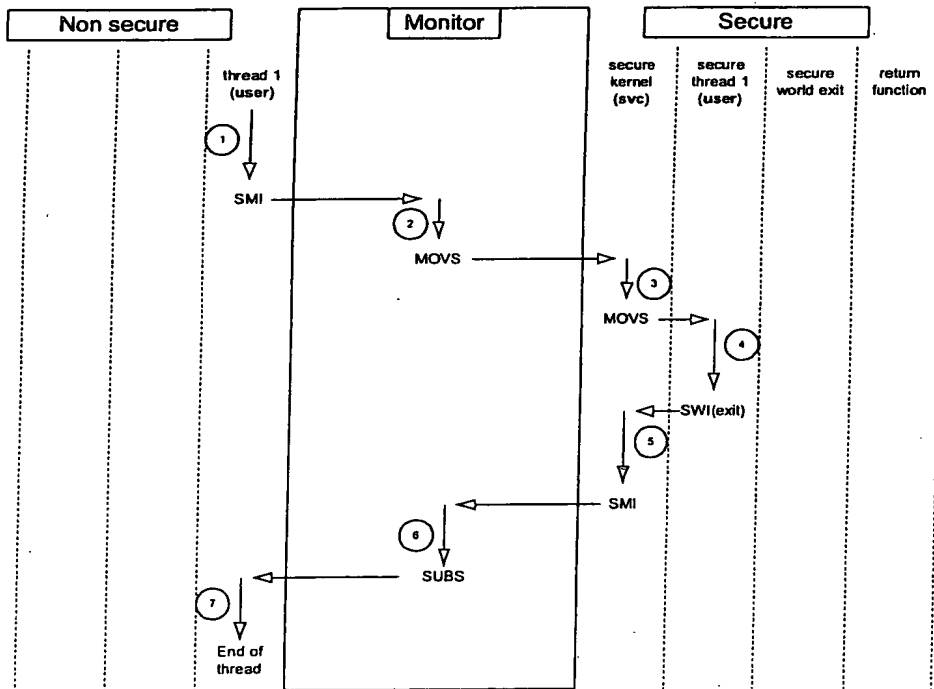 Non secure
Monitor
Secure
thread 1
(user)
secure
kernel
(svc)
secure
thread 1
(user)
secure
world exit
return
function
1
SMI
2
MOVS
3
MOVS
4
SWI(exit)
5
SMI
6
SUBS
7
End of
thread